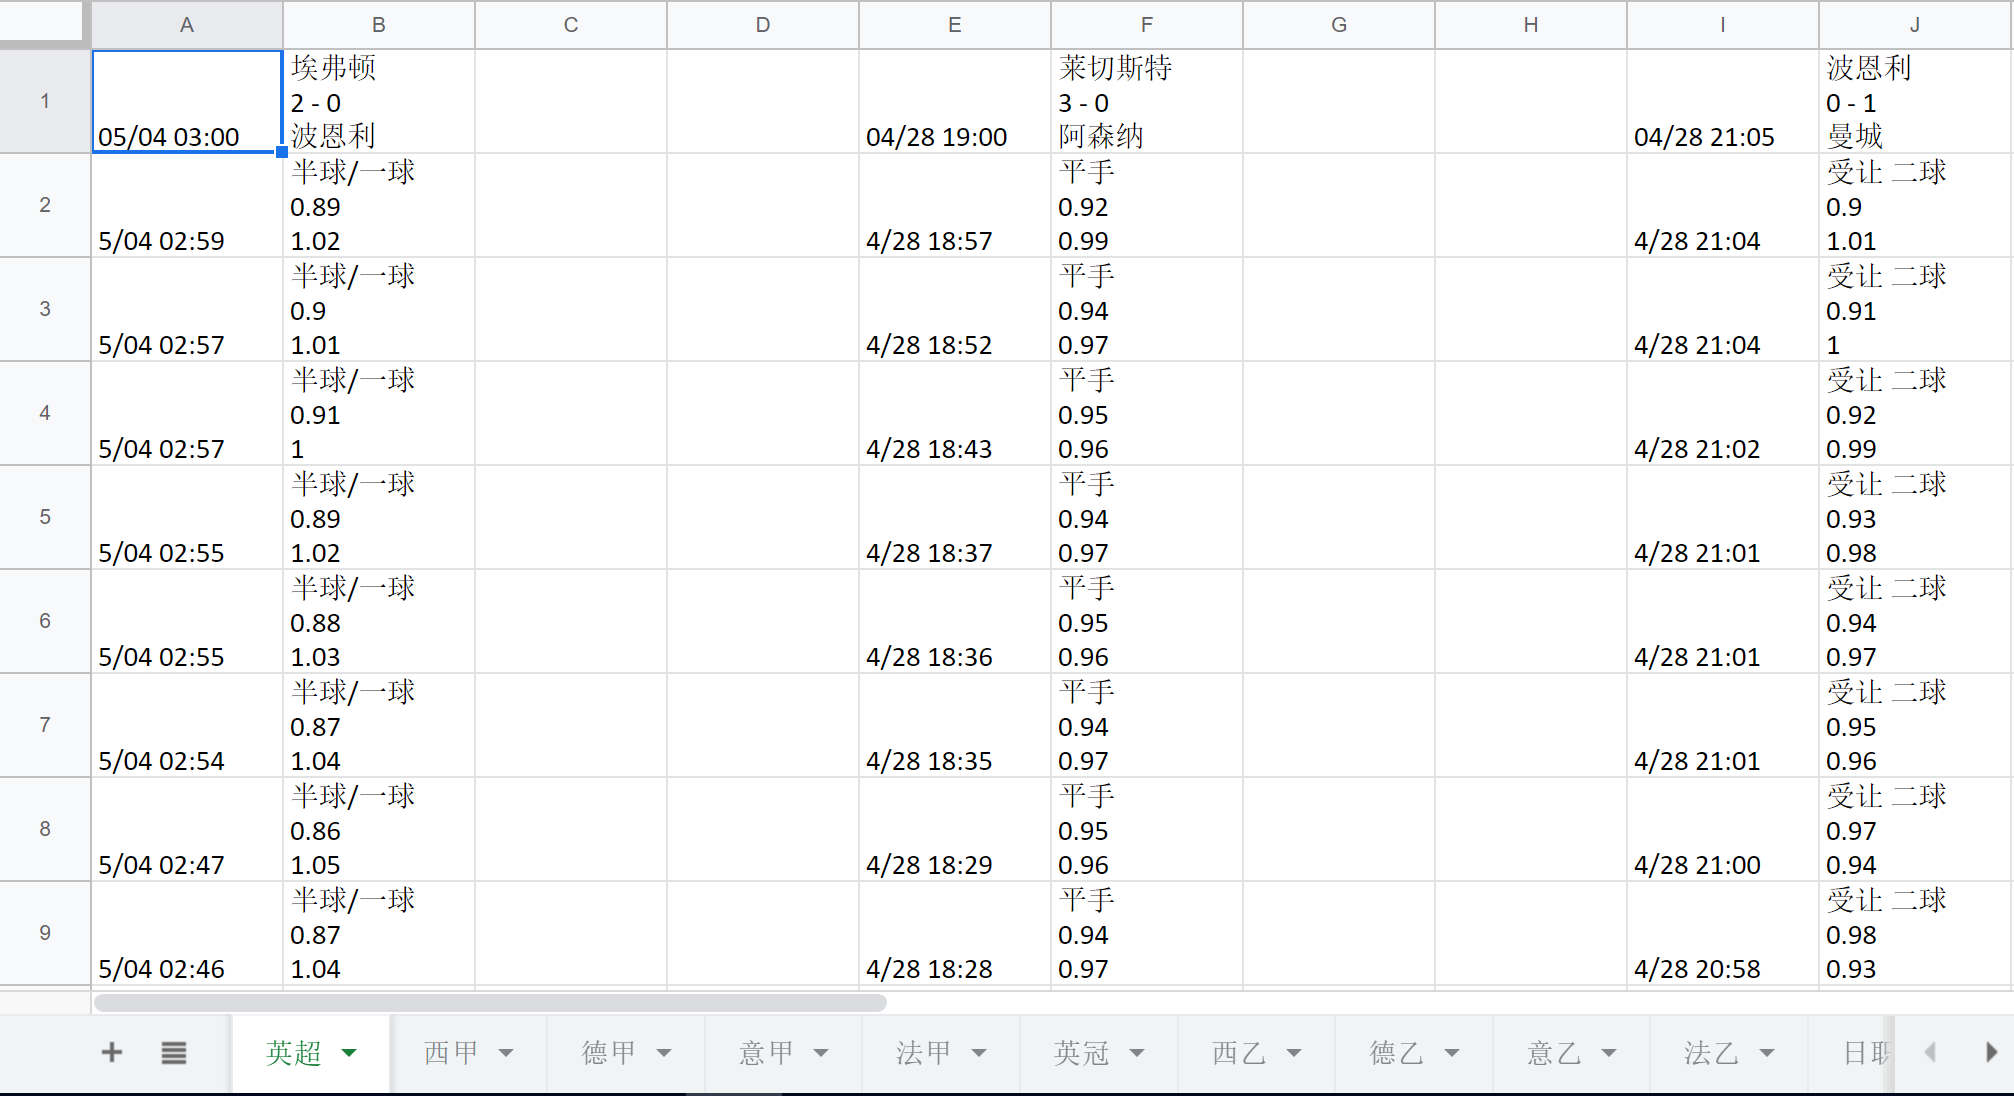 A B C D E F G H I J
1
05/04 03:00
埃弗顿
2 - 0
波恩利
04/28 19:00
莱切斯特
3 - 0
阿森纳
04/28 21:05
波恩利
0 - 1
曼城
2
5/04 02:59
半球/一球
0.89
1.02
4/28 18:57
平手
0.92
0.99
4/28 21:04
受让 二球
0.9
1.01
3
5/04 02:57
半球/一球
0.9
1.01
4/28 18:52
平手
0.94
0.97
4/28 21:04
受让 二球
0.91
1
4
5/04 02:57
半球/一球
0.91
1
4/28 18:43
平手
0.95
0.96
4/28 21:02
受让 二球
0.92
0.99
5
5/04 02:55
半球/一球
0.89
1.02
4/28 18:37
平手
0.94
0.97
4/28 21:01
受让 二球
0.93
0.98
6
5/04 02:55
半球/一球
0.88
1.03
4/28 18:36
平手
0.95
0.96
4/28 21:01
受让 二球
0.94
0.97
7
5/04 02:54
半球/一球
0.87
1.04
4/28 18:35
平手
0.94
0.97
4/28 21:01
受让 二球
0.95
0.96
8
5/04 02:47
半球/一球
0.86
1.05
4/28 18:29
平手
0.95
0.96
4/28 21:00
受让 二球
0.97
0.94
9
5/04 02:46
半球/一球
0.87
1.04
4/28 18:28
平手
0.94
0.97
4/28 20:58
受让 二球
0.98
0.93
英超 西甲 德甲 意甲 法甲 英冠 西乙 德乙 意乙 法乙 日职